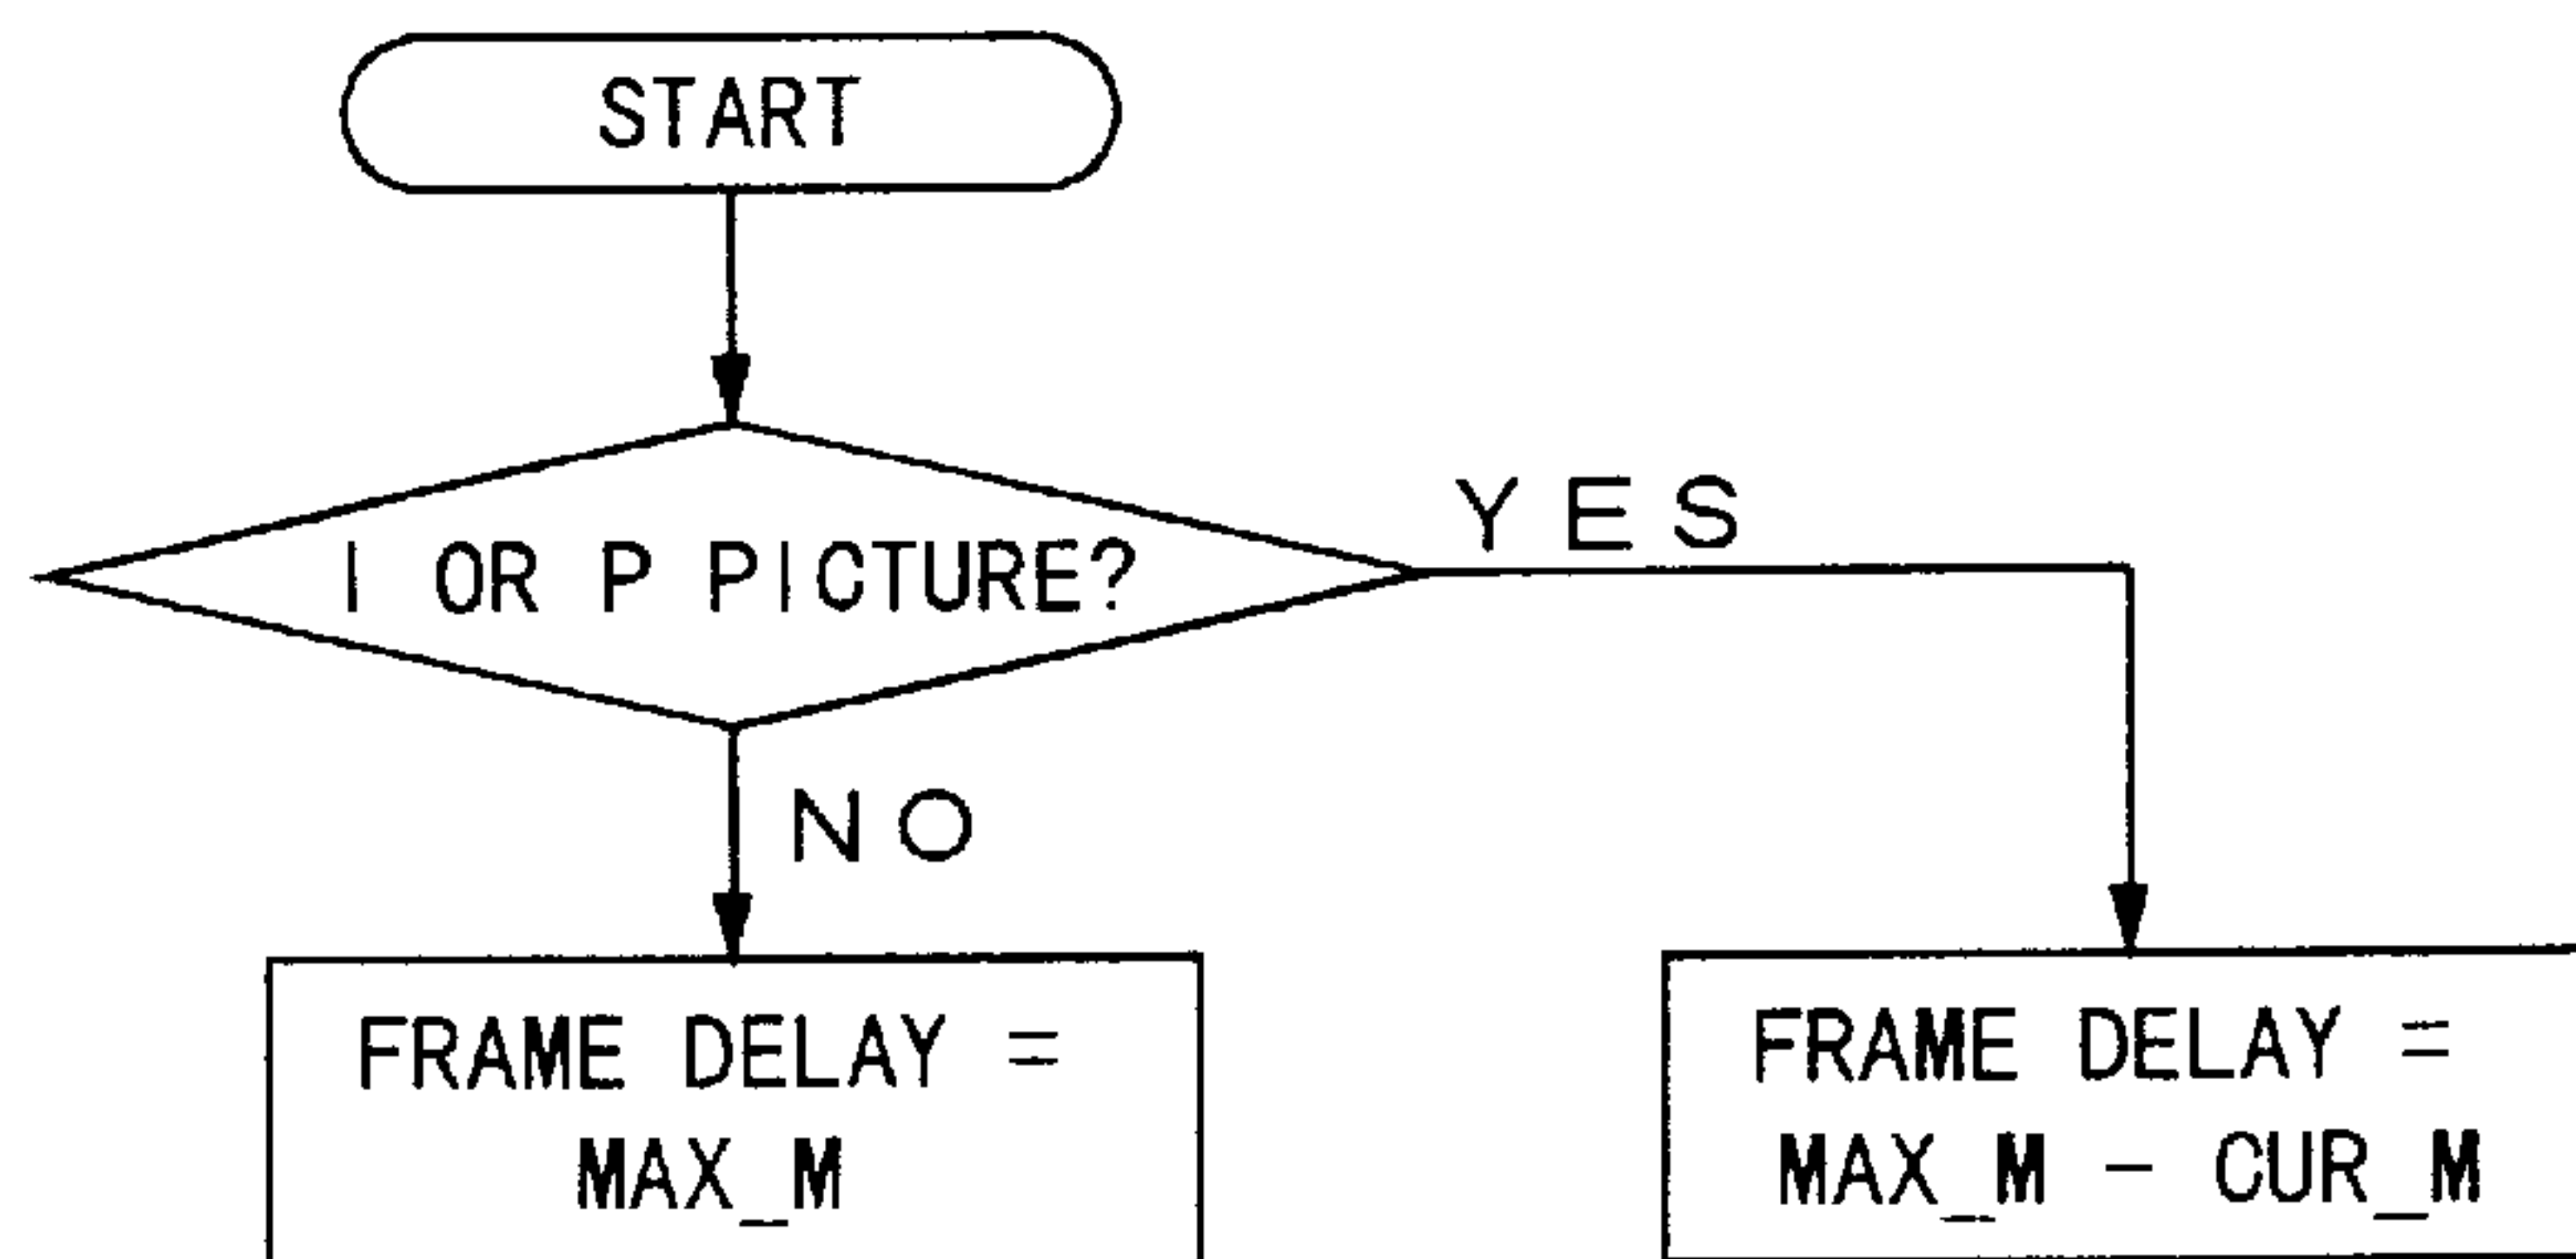 START
I OR P PICTURE?
YES
NO
FRAME DELAY =
MAX_M
FRAME DELAY =
MAX_M - CUR_M